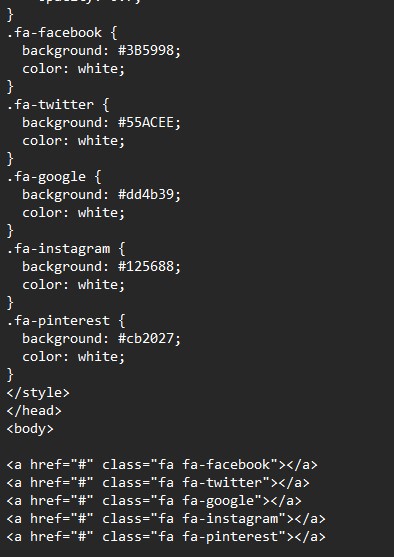 }
.fa-facebook {
  background: #3B5998;
  color: white;
}
.fa-twitter {
  background: #55ACEE;
  color: white;
}
.fa-google {
  background: #dd4b39;
  color: white;
}
.fa-instagram {
  background: #125688;
  color: white;
}
.fa-pinterest {
  background: #cb2027;
  color: white;
}
</style>
</head>
<body>

<a href="#" class="fa fa-facebook"></a>
<a href="#" class="fa fa-twitter"></a>
<a href="#" class="fa fa-google"></a>
<a href="#" class="fa fa-instagram"></a>
<a href="#" class="fa fa-pinterest"></a>